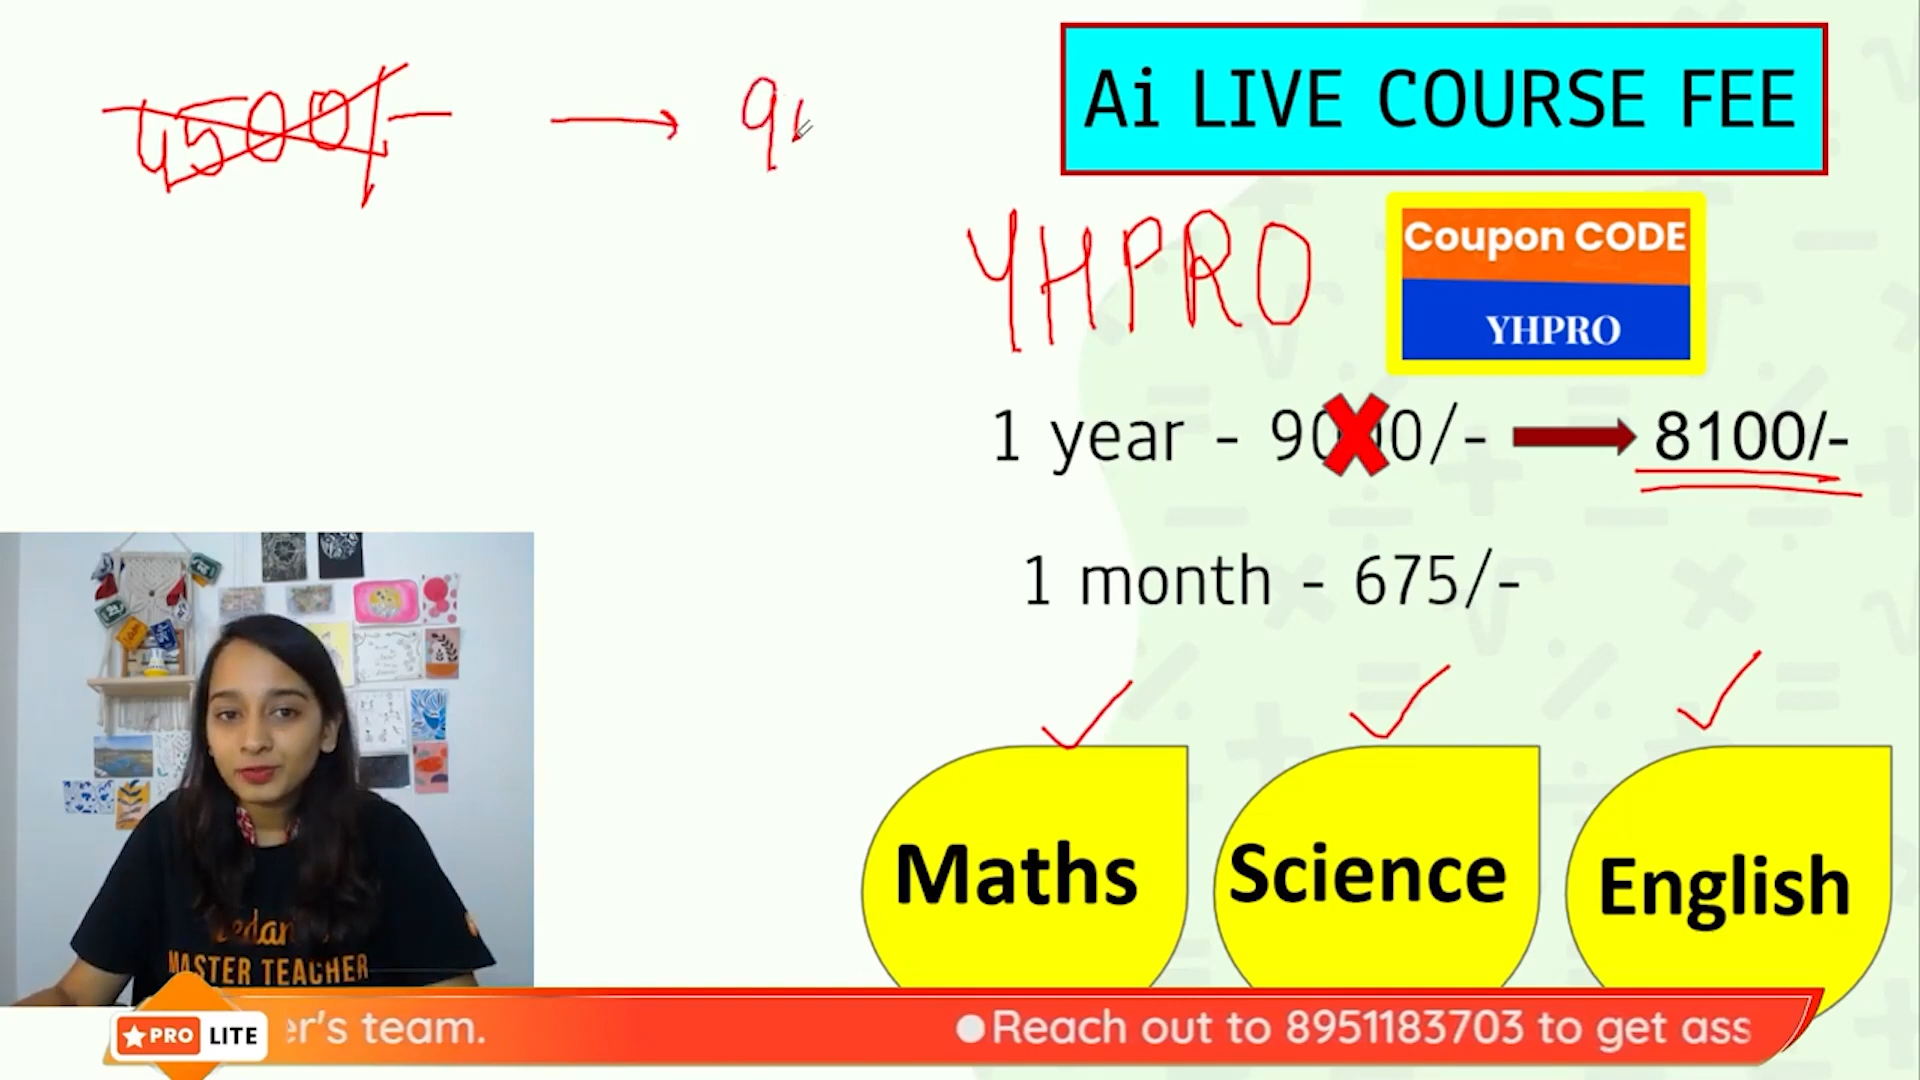 4500/-
9
Ai LIVE COURSE FEE
YHPRO
Coupon CODE
YHPRO
1 year - 9000/- 8100/-
1 month - 675/-
Maths
Science
English
MASTER TEACHER
PRO LITE
er's team. ●Reach out to 8951183703 to get ass